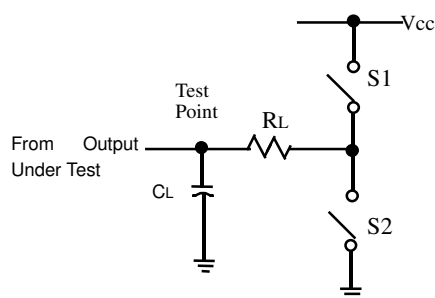 Vcc
S1
Test
Point
RL
From Output
Under Test
CL
S2